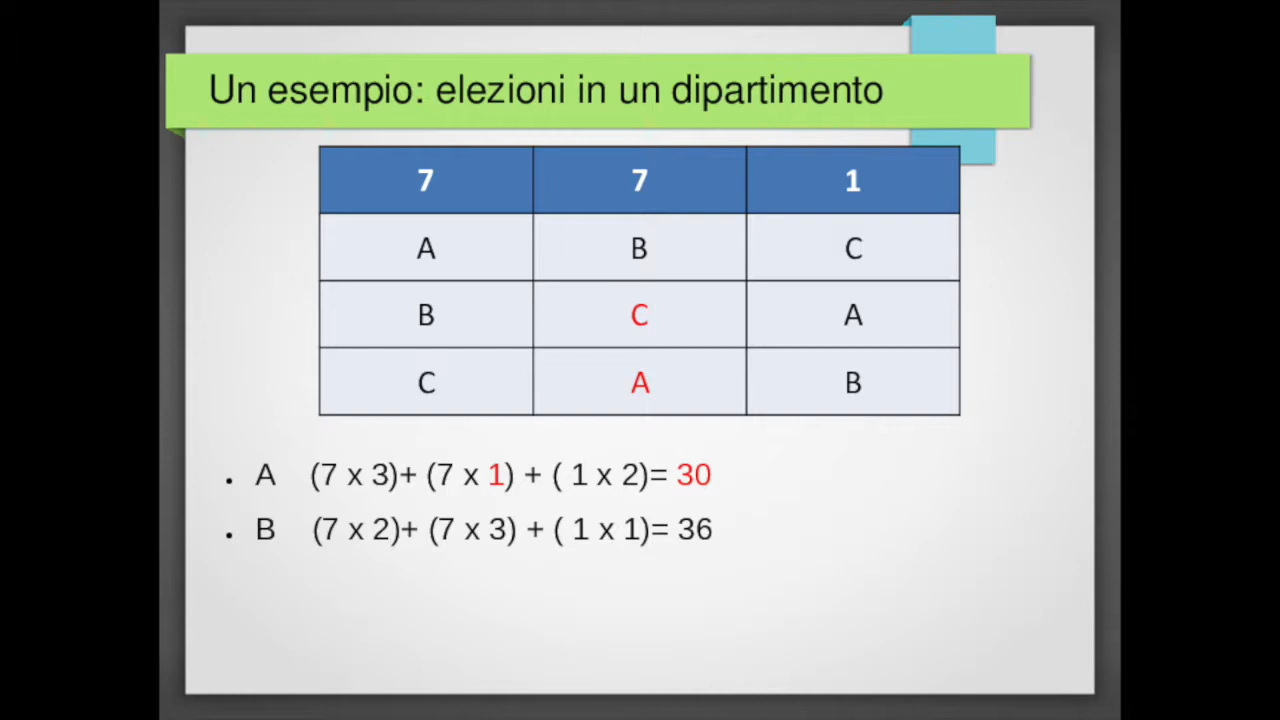 Un esempio: elezioni in un dipartimento
7 7 1
A B C
B C A
C A B
• A (7 x 3)+ (7 x 1) + ( 1 x 2)= 30
• B (7 x 2)+ (7 x 3) + ( 1 x 1)= 36